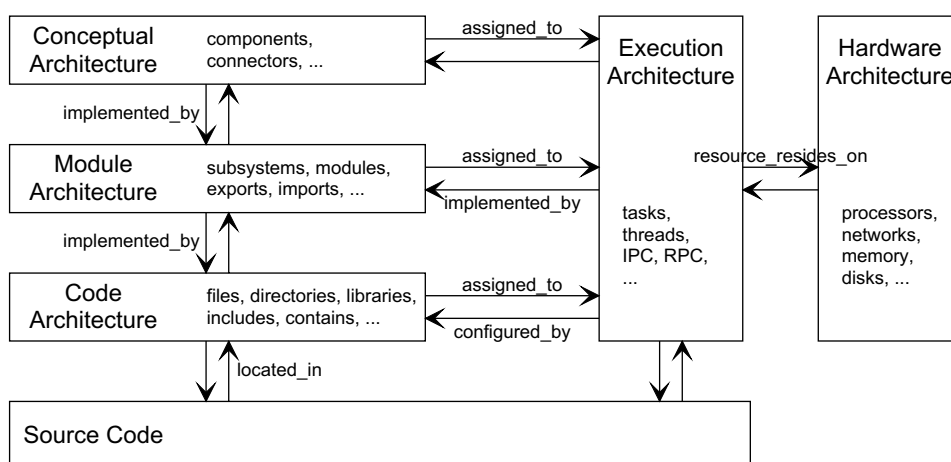 Conceptual
Architecture
components,
connectors, ...
assigned_to
Execution
Architecture
Hardware
Architecture
implemented_by
Module
Architecture
subsystems, modules,
exports, imports, ...
assigned_to
implemented_by
resource_resides_on
tasks,
threads,
IPC, RPC,
...
processors,
networks,
memory,
disks, ...
implemented_by
Code
Architecture
files, directories, libraries,
includes, contains, ...
assigned_to
configured_by
located_in
Source Code